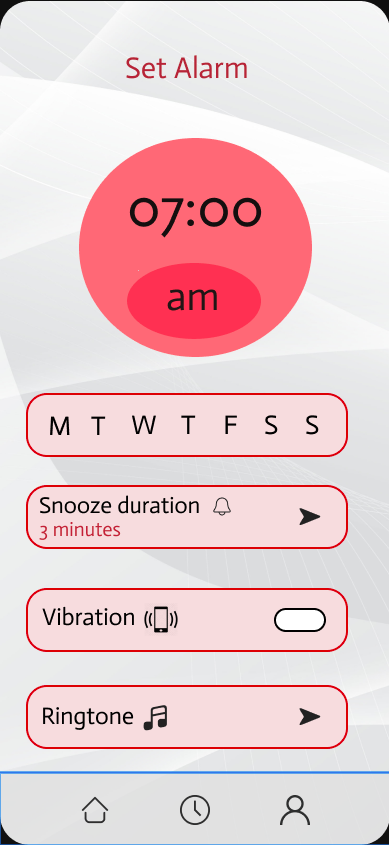 Set Alarm
07:00
am
M T W T F S S
Snooze duration
3 minutes
Vibration
Ringtone